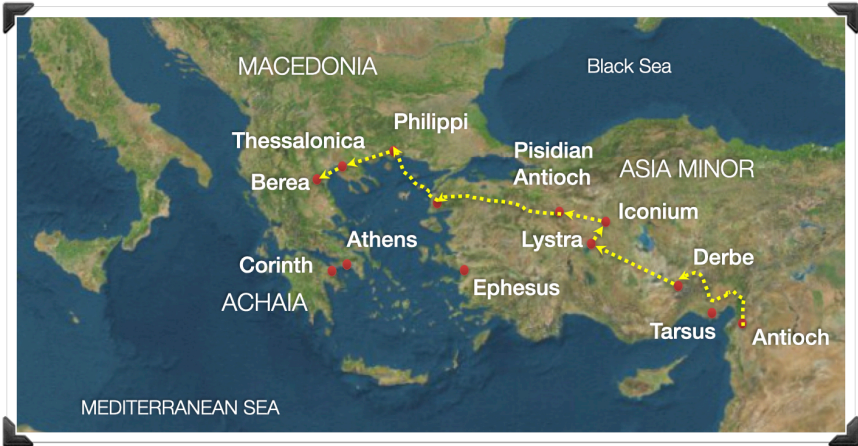 MACEDONIA
Black Sea
Philippi
Thessalonica
Pisidian
Antioch
ASIA MINOR
Berea
Iconium
Lystra
Athens
Derbe
Corinth
Ephesus
ACHAIA
Tarsus
Antioch
MEDITERRANEAN SEA